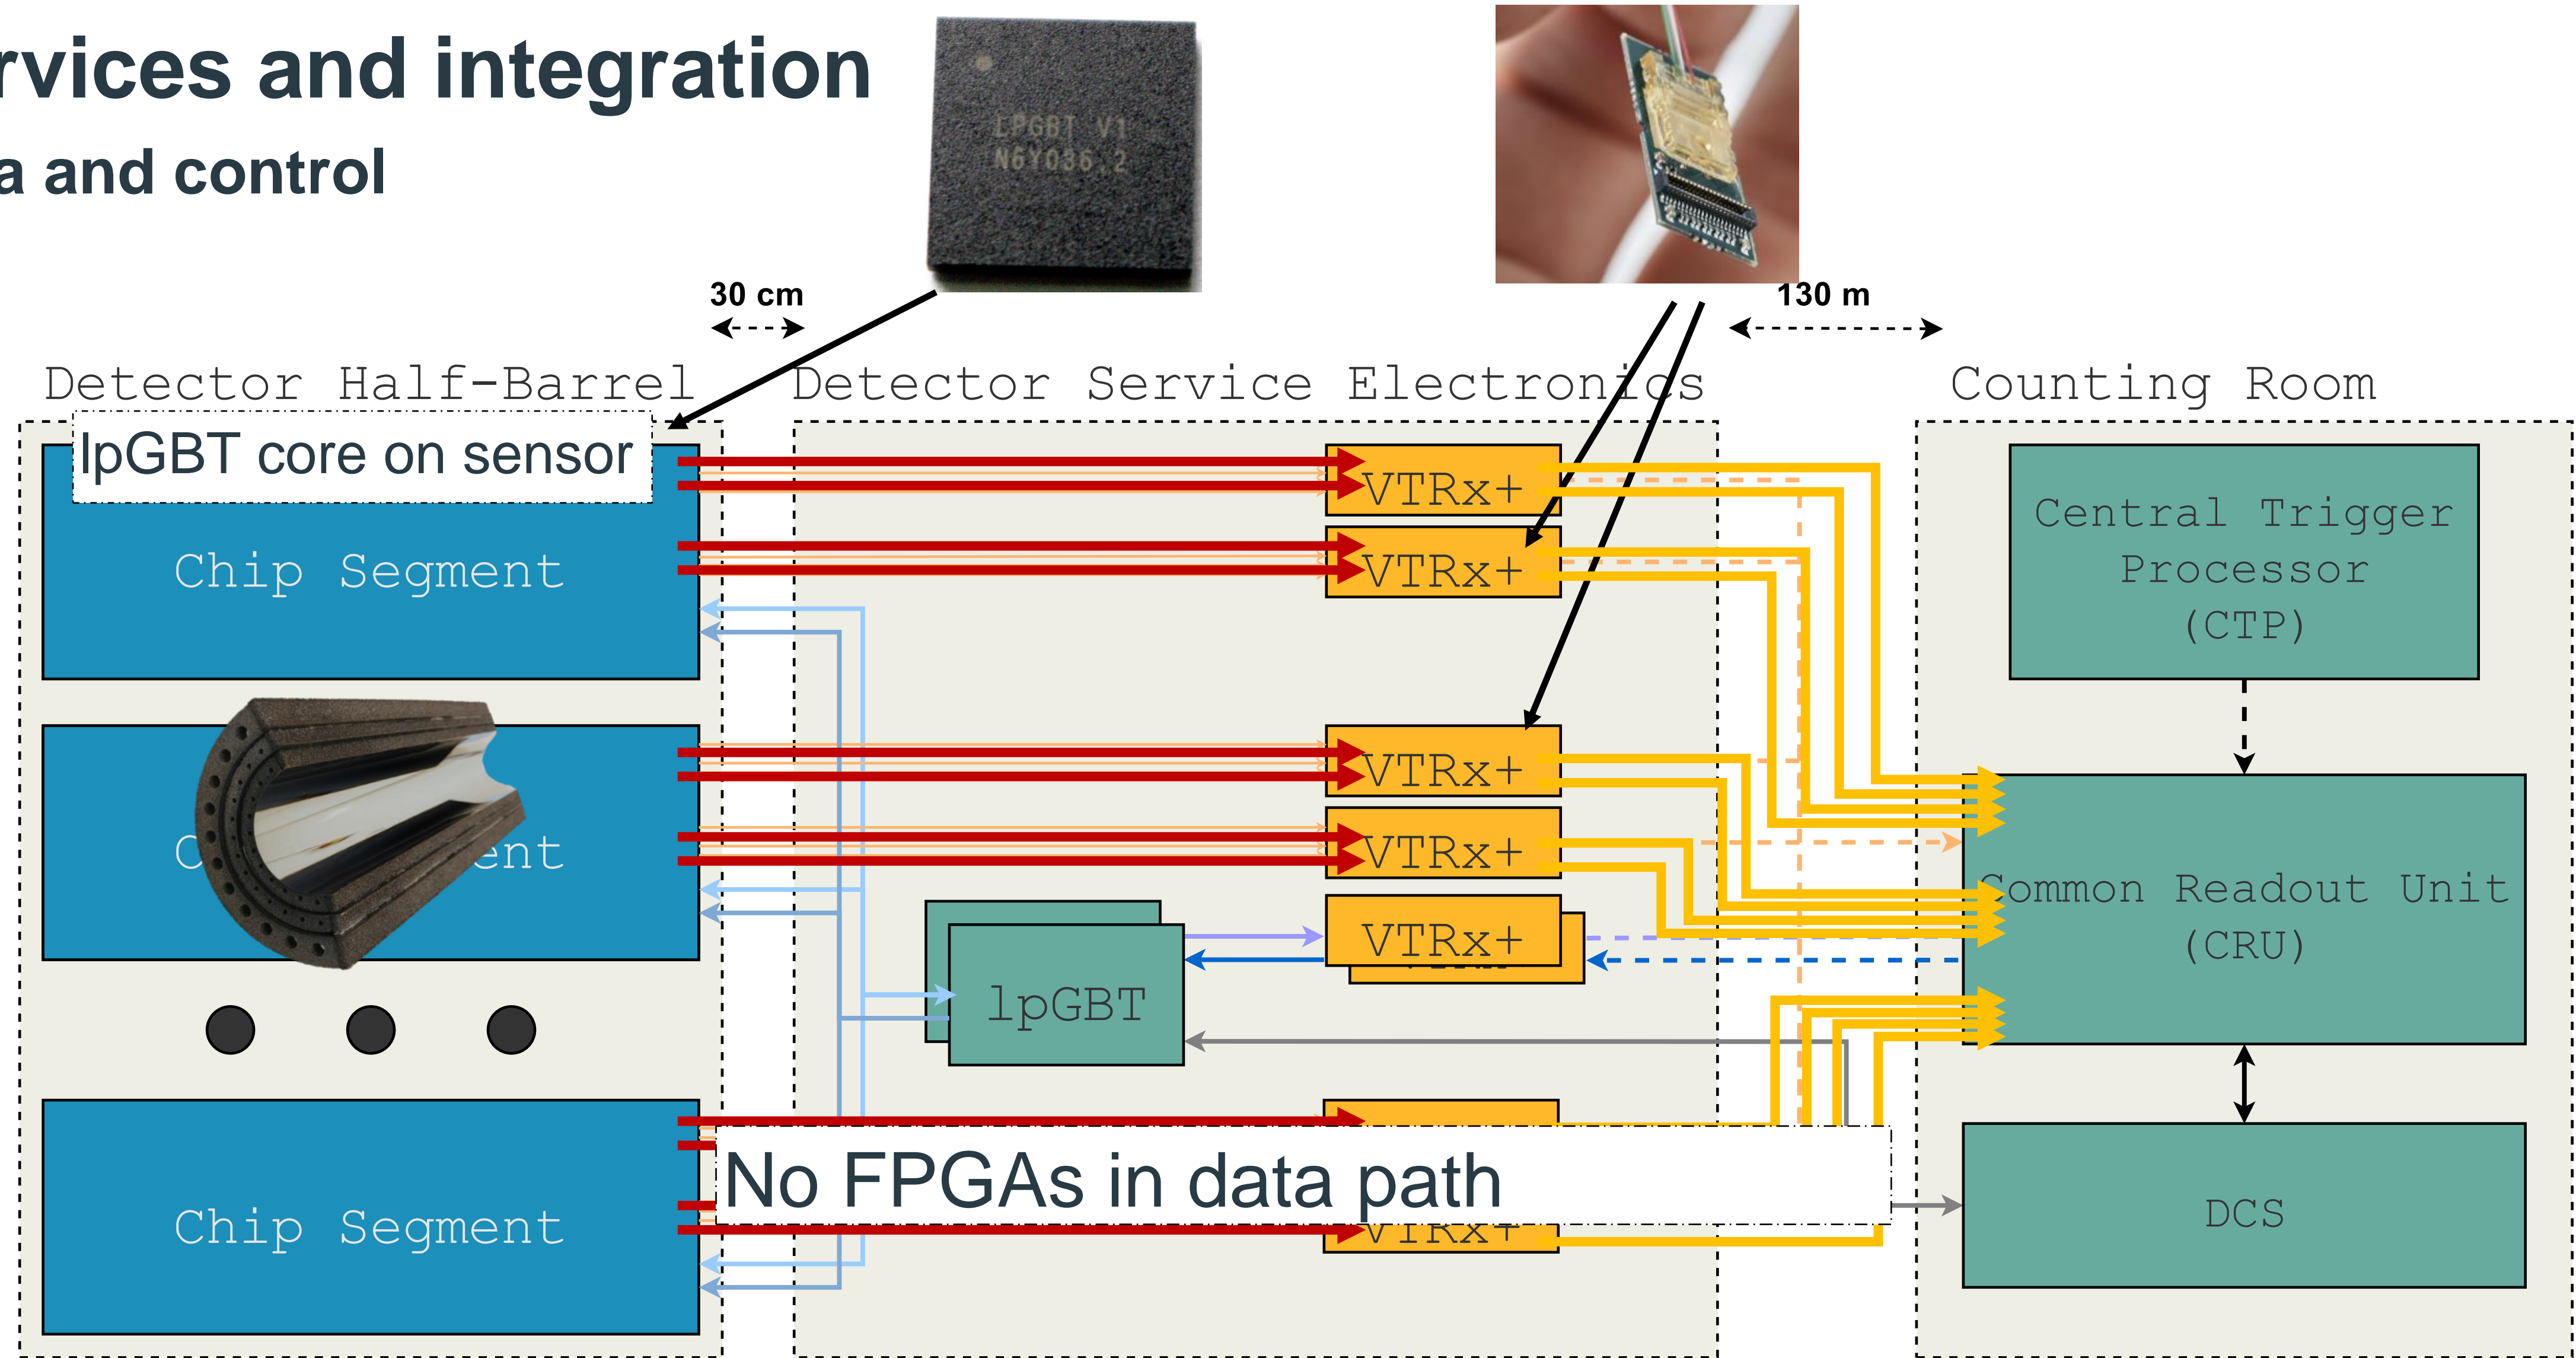 rvices and integration
a and control
LPGBT V1
N6Y036.2
30 cm
130 m
Detector Half-Barrel
Detector Service Electronics
Counting Room
lpGBT core on sensor
Chip Segment
ent
Chip Segment
VTRx+
VTRx+
VTRx+
VTRx+
VTRx+
lpGBT
No FPGAs in data path
VTRx+
Central Trigger
Processor
(CTP)
Common Readout Unit
(CRU)
DCS